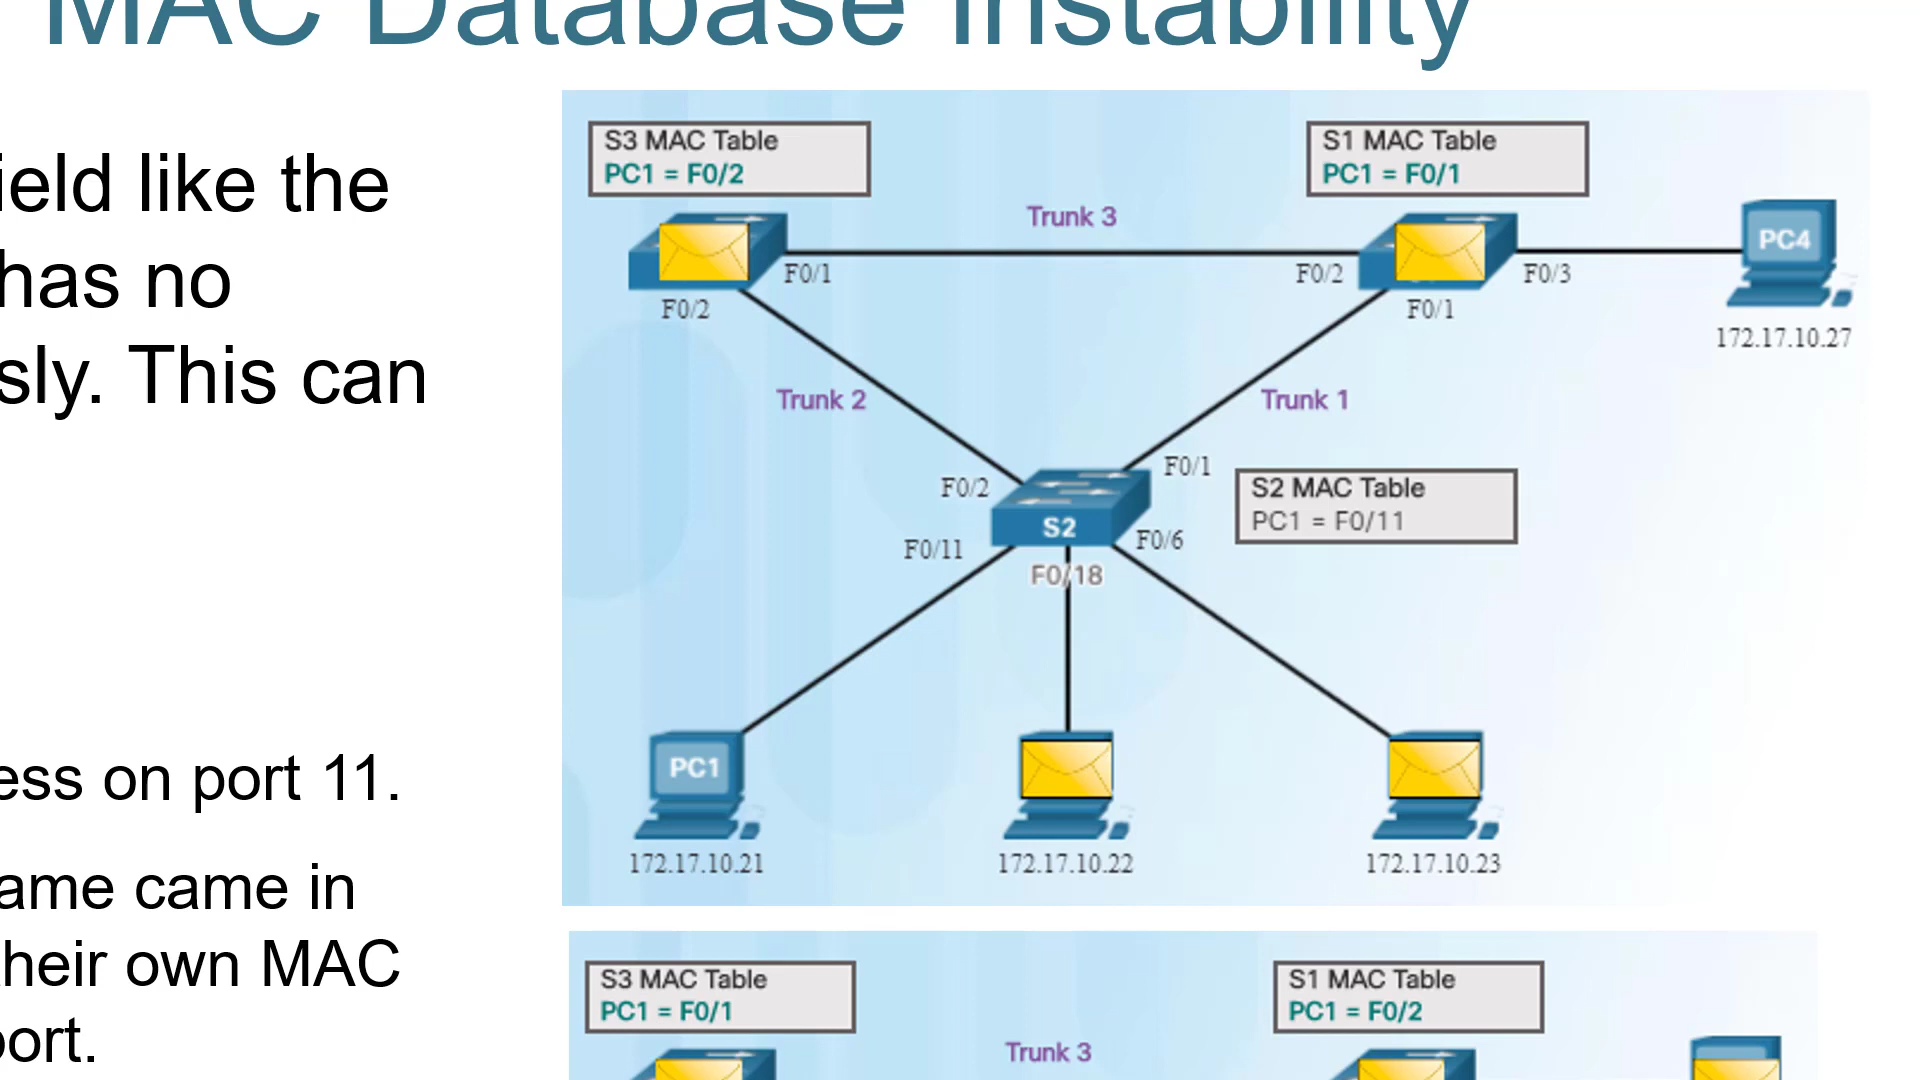 MAC Database Instability
ield like the
has no
sly. This can
ess on port 11.
ame came in
heir own MAC
port.
S3 MAC Table
PC1 = F0/2
S1 MAC Table
PC1 = F0/1
Trunk 3
F0/1
F0/2
F0/3
PC4
F0/2
F0/1
172.17.10.27
Trunk 2
Trunk 1
F0/2
F0/1
S2 MAC Table
PC1 = F0/11
S2
F0/11
F0/6
F0/18
PC1
172.17.10.21
172.17.10.22
172.17.10.23
S3 MAC Table
PC1 = F0/1
S1 MAC Table
PC1 = F0/2
Trunk 3